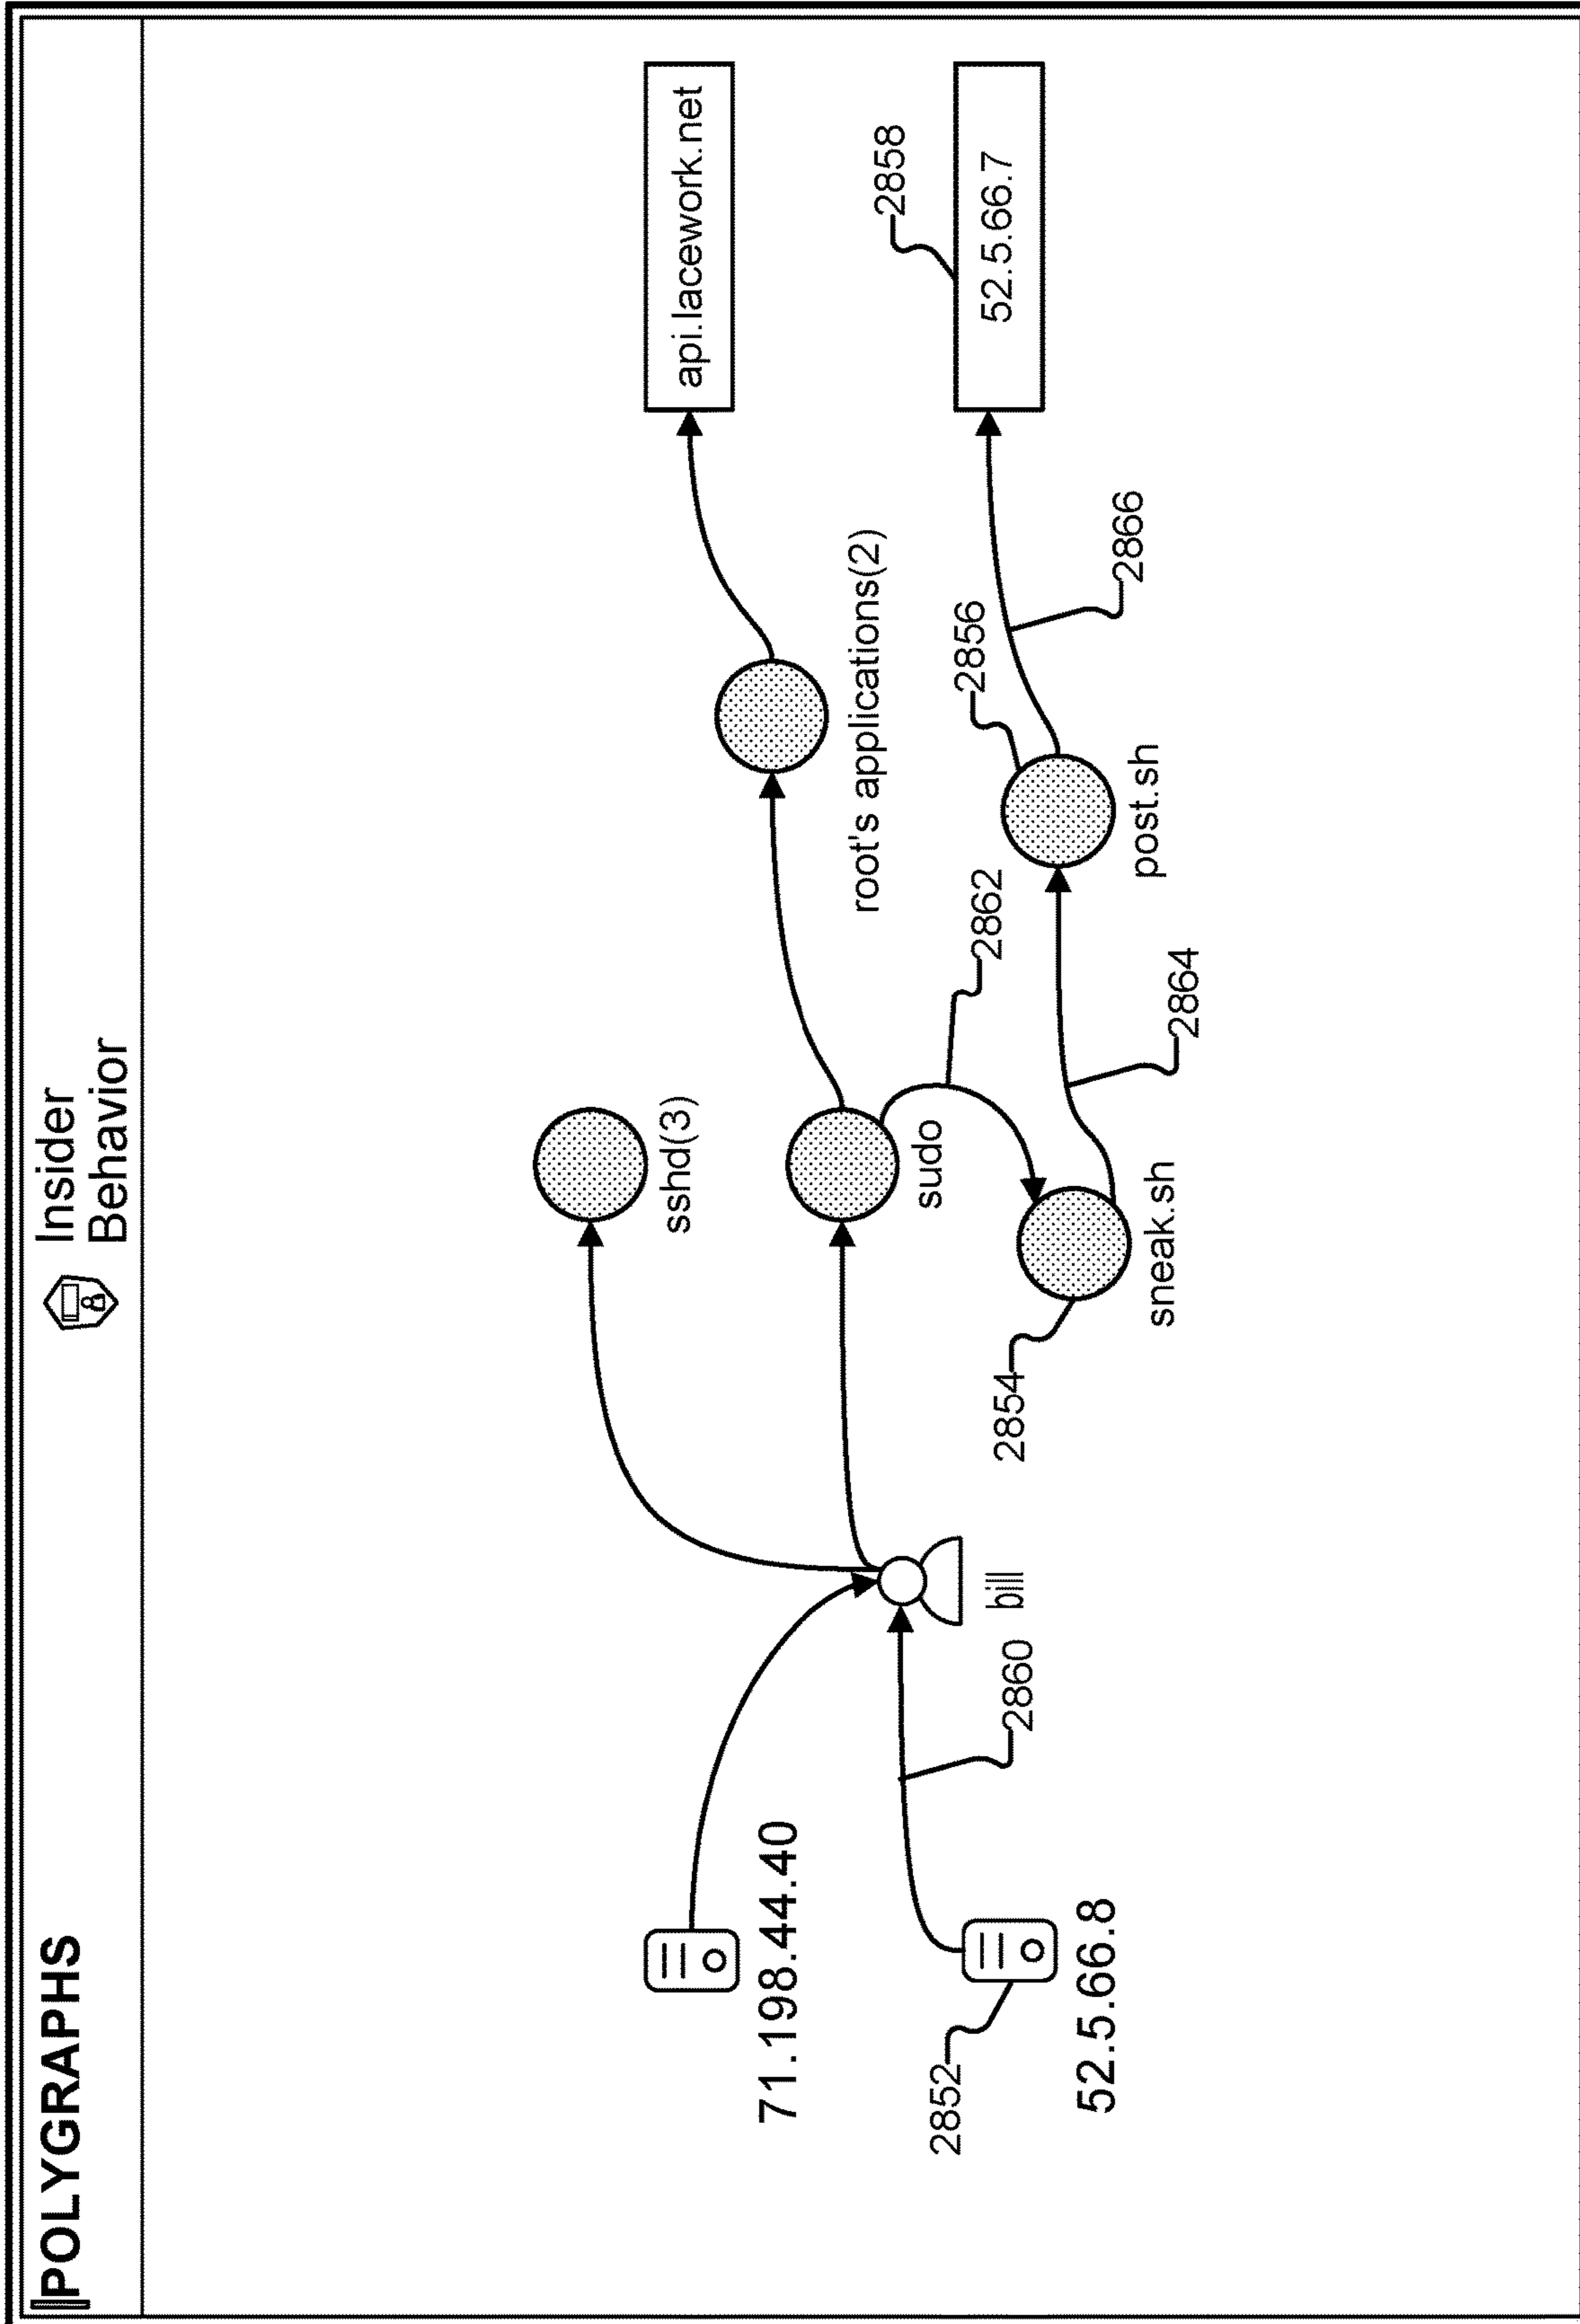 POLYGRAPHS
Insider
Behavior
sshd(3)
api.lacework.net
71.198.44.40
root's applications(2)
2858
sudo
bill
2862
2856
52.5.66.7
2852
2860
2854
sneak.sh
2864
post.sh
2866
52.5.66.8